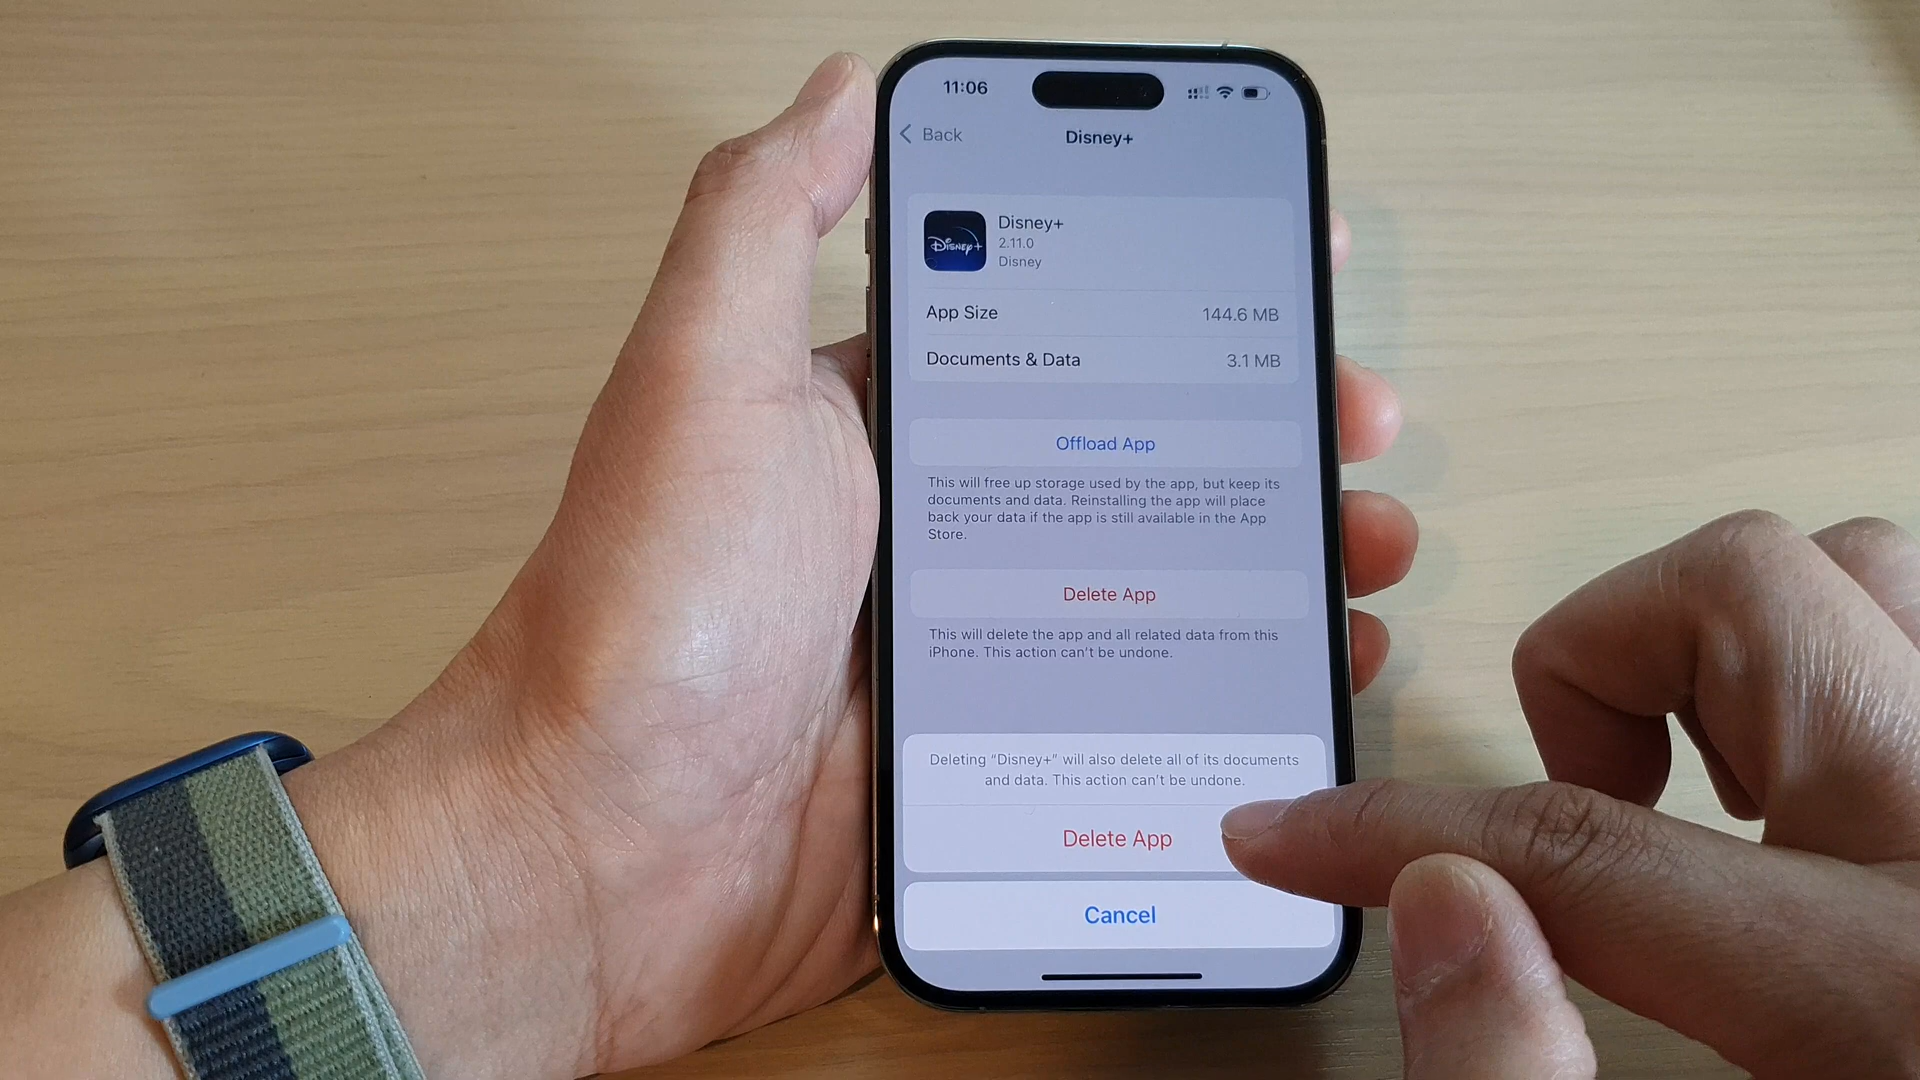 11:06
Back
Disney+
Disney+
Disney+
2.11.0
Disney
App Size 144.6 MB
Documents & Data 3.1 MB
Offload App
This will free up storage used by the app, but keep its
documents and data. Reinstalling the app will place
back your data if the app is still available in the App
Store.
Delete App
This will delete the app and all related data from this
iPhone. This action can't be undone.
Deleting "Disney+" will also delete all of its documents
and data. This action can't be undone.
Delete App
Cancel